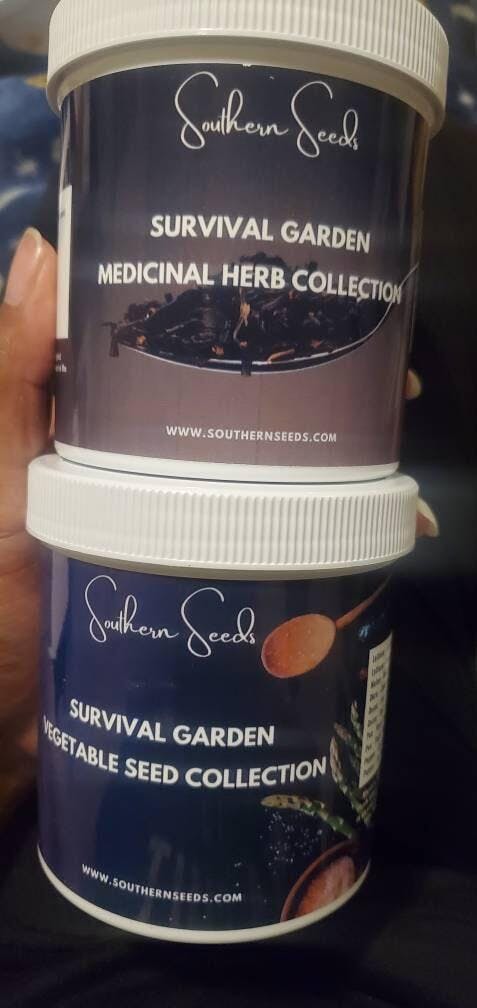 Southern Seeds
SURVIVAL GARDEN
MEDICINAL HERB COLLECTION
WWW.SOUTHERNSEEDS.COM
Southern Seeds
SURVIVAL GARDEN
VEGETABLE SEED COLLECTION
WWW.SOUTHERNSEEDS.COM